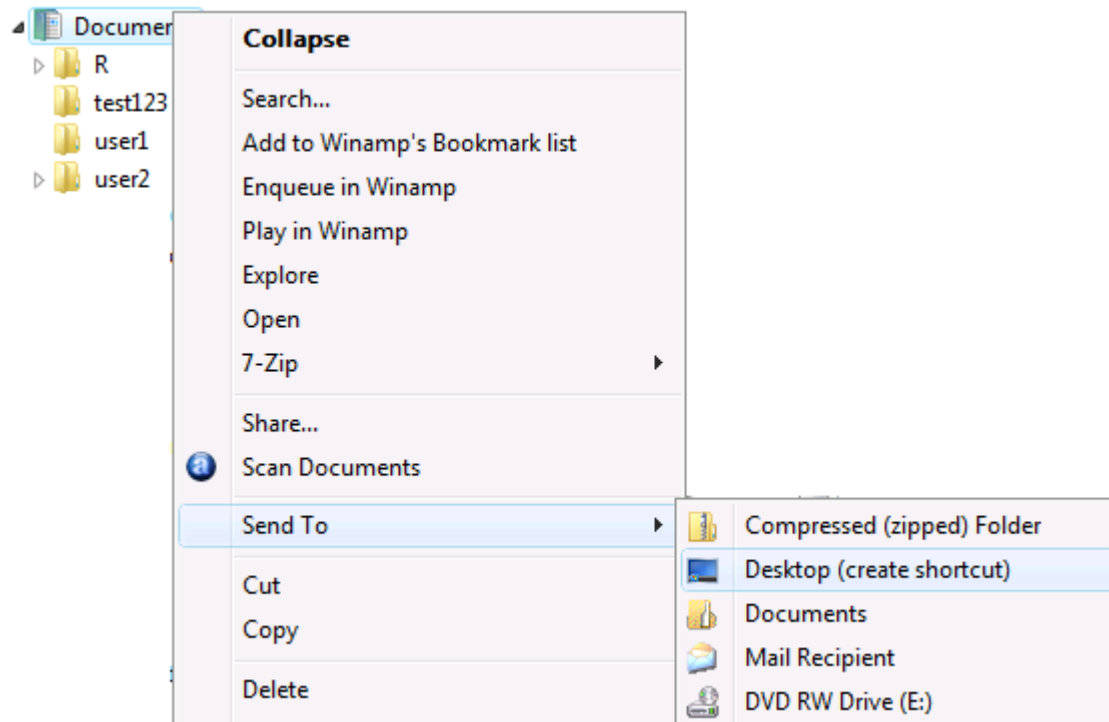 Documen
R
test123
user1
user2
Collapse
Search...
Add to Winamp's Bookmark list
Enqueue in Winamp
Play in Winamp
Explore
Open
7-Zip
Share...
Scan Documents
Send To
Cut
Copy
Delete
Compressed (zipped) Folder
Desktop (create shortcut)
Documents
Mail Recipient
DVD RW Drive (E:)